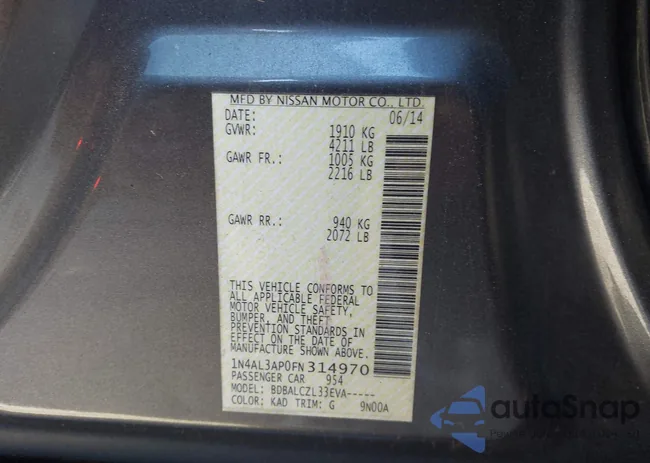 MFD BY NISSAN MOTOR CO., LTD.
DATE: 06/14
GVWR: 1910 KG
4211 LB
GAWR FR.: 1005 KG
2216 LB
GAWR RR.: 940 KG
2072 LB
THIS VEHICLE CONFORMS TO
ALL APPLICABLE FEDERAL
MOTOR VEHICLE SAFETY,
BUMPER, AND THEFT
PREVENTION STANDARDS IN
EFFECT ON THE DATE OF
MANUFACTURE SHOWN ABOVE.
1N4AL3AP0FN314970
PASSENGER CAR 954
MODEL: BDBALCZL33EVA-----
COLOR: KAD TRIM: G 9N00A
autoSnap